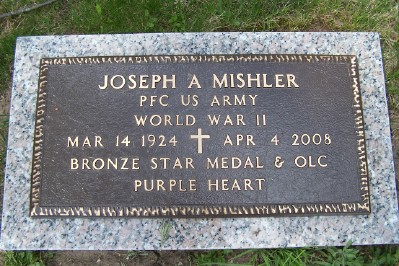 JOSEPH A MISHLER
PFC US ARMY
WORLD WAR II
MAR 14 1924 ✝ APR 4 2008
BRONZE STAR MEDAL & OLC
PURPLE HEART